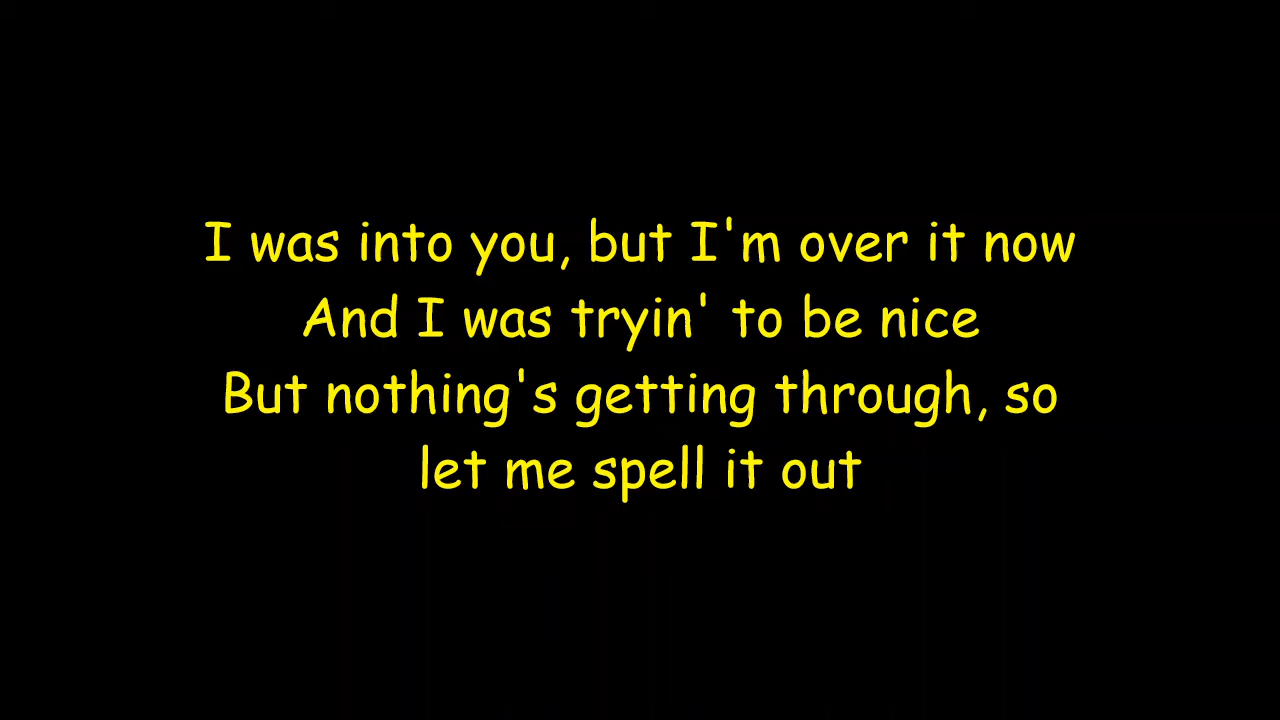 I was into you, but I'm over it now
And I was tryin' to be nice
But nothing's getting through, so
let me spell it out